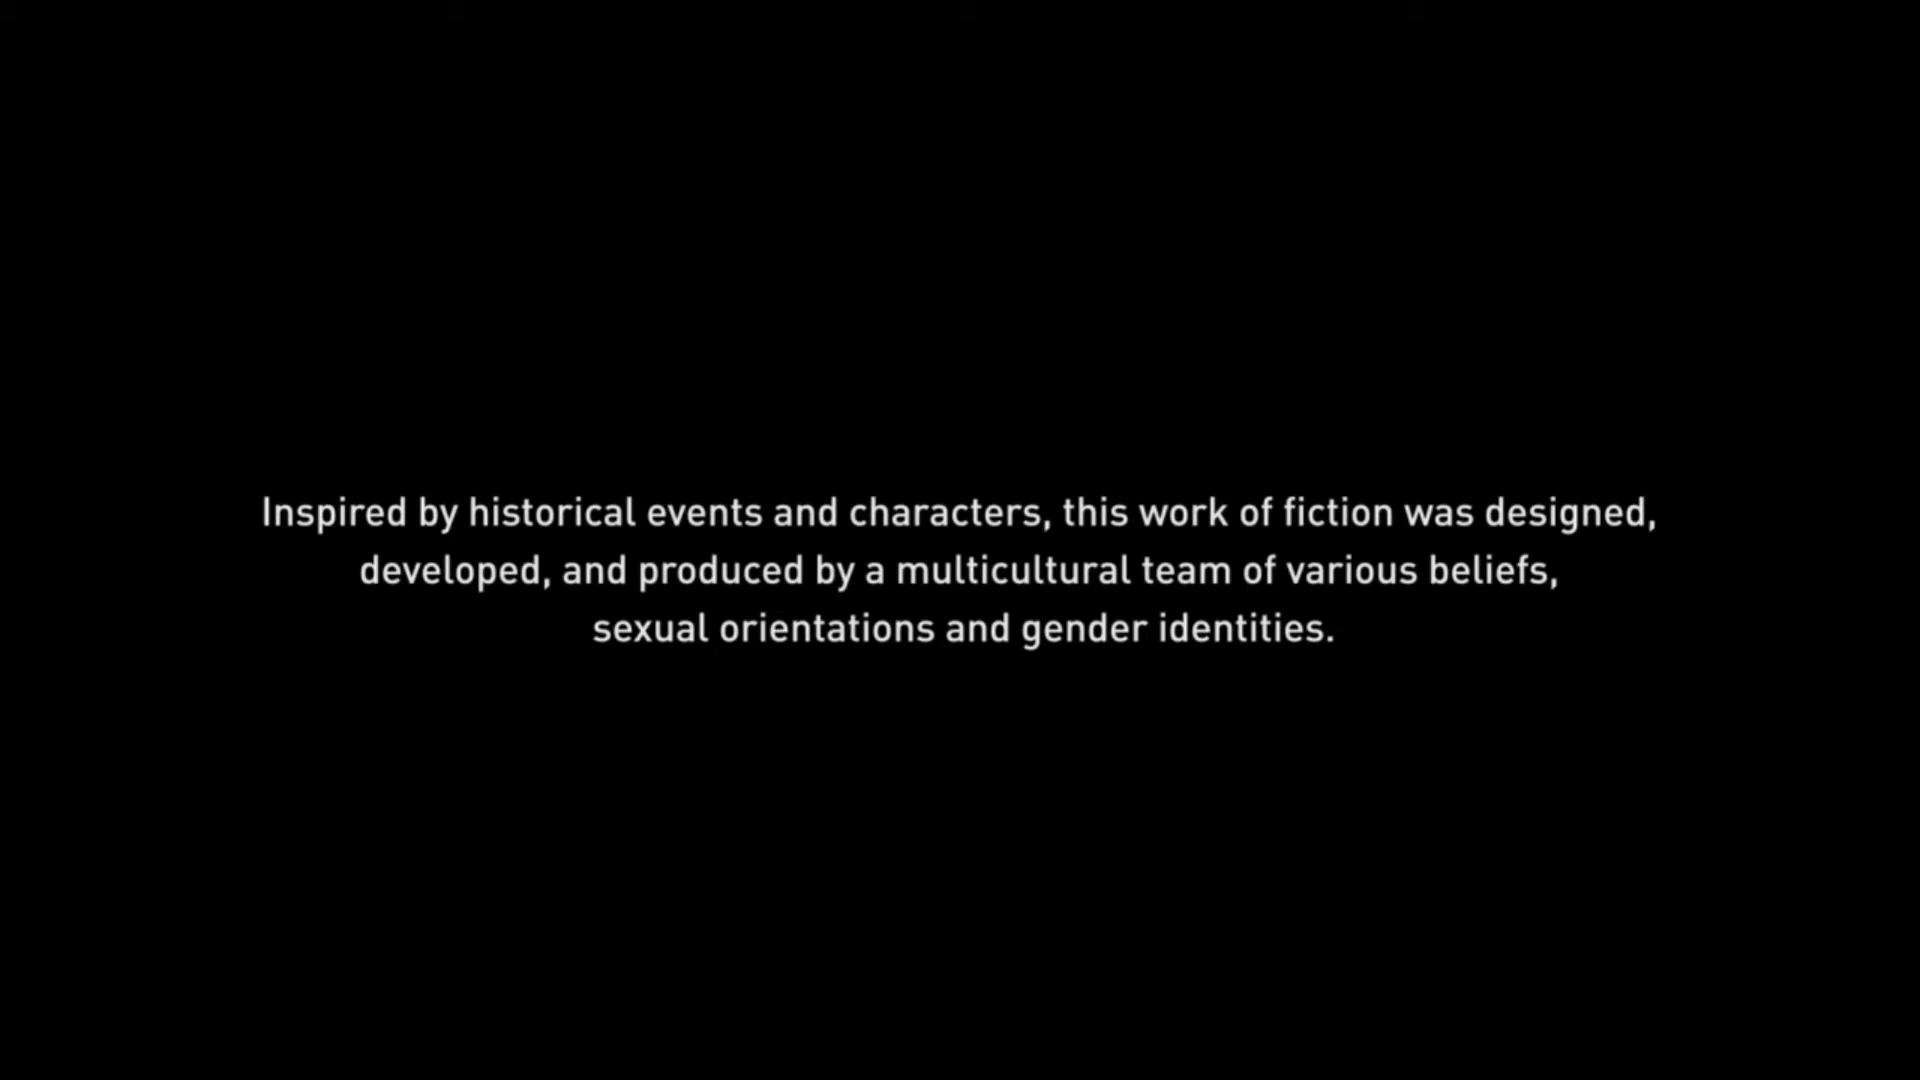 Inspired by historical events and characters, this work of fiction was designed,
developed, and produced by a multicultural team of various beliefs,
sexual orientations and gender identities.